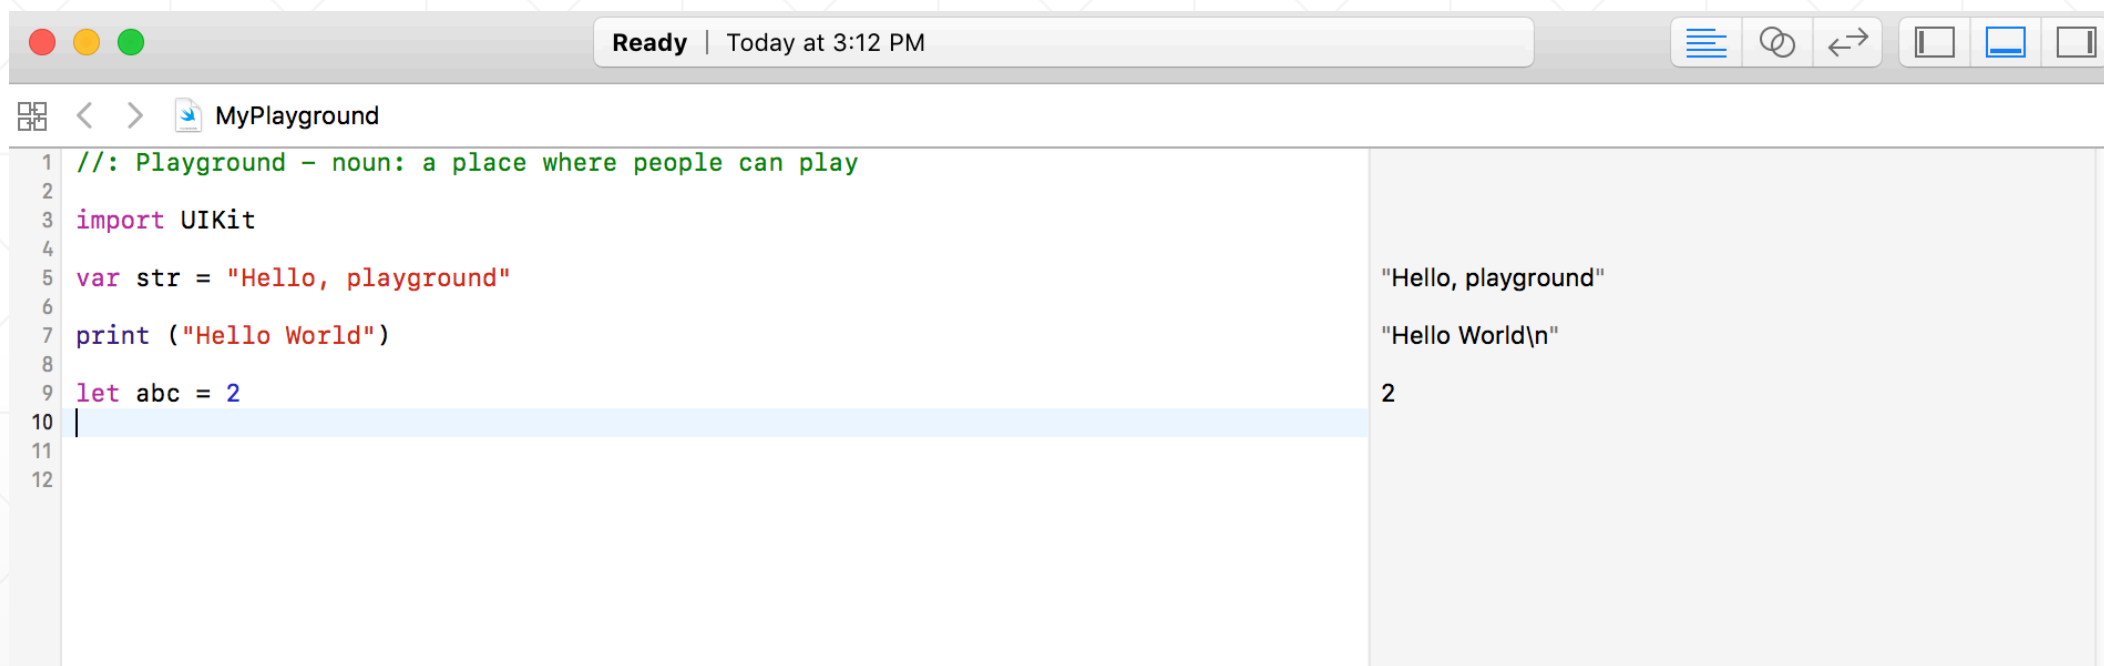 Ready | Today at 3:12 PM
MyPlayground
1 //: Playground – noun: a place where people can play
2
3 import UIKit
4
5 var str = "Hello, playground" "Hello, playground"
6
7 print ("Hello World") "Hello World\n"
8
9 let abc = 2 2
10
11
12